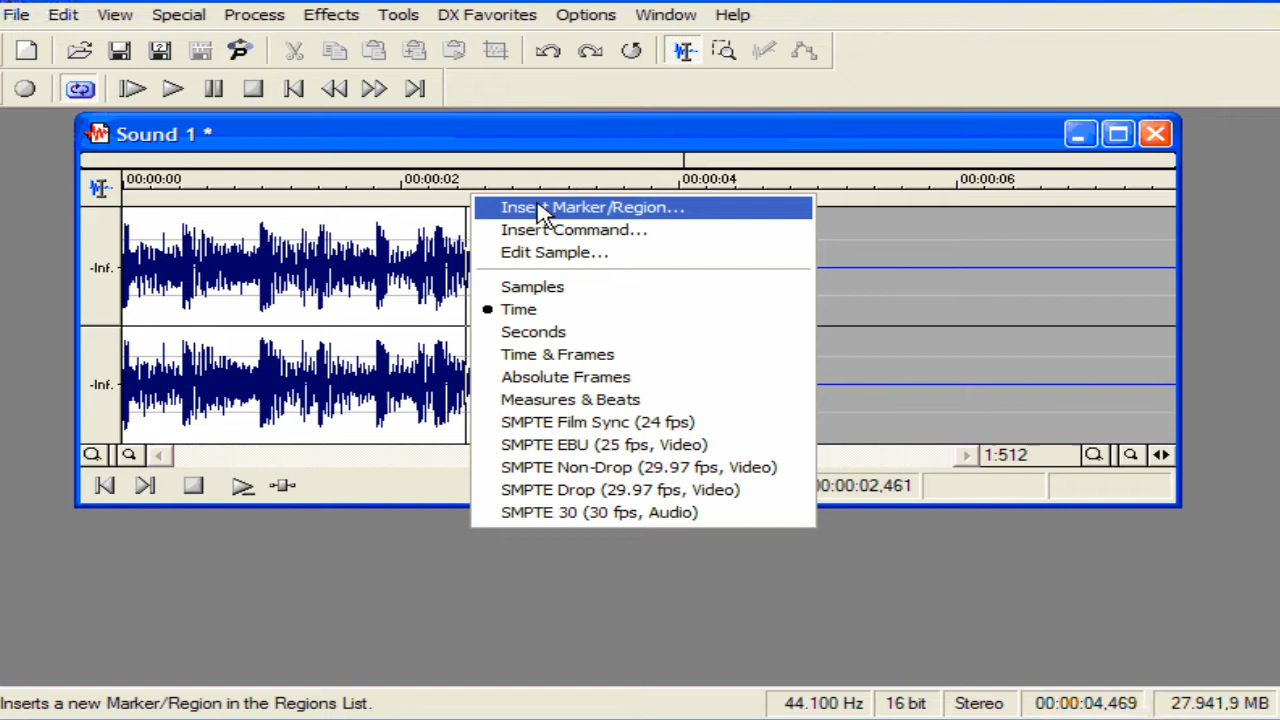 File Edit View Special Process Effects Tools DX Favorites Options Window Help
Sound 1 *
00:00:00 00:00:02 00:00:04 00:00:06
Insert Marker/Region...
Insert Command...
Edit Sample...
-Inf.
Samples
Time
Seconds
Time & Frames
Absolute Frames
-Inf.
Measures & Beats
SMPTE Film Sync (24 fps)
SMPTE EBU (25 fps, Video)
1:512
SMPTE Non-Drop (29.97 fps, Video)
SMPTE Drop (29.97 fps, Video)
00:00:02,461
SMPTE 30 (30 fps, Audio)
Inserts a new Marker/Region in the Regions List. 44.100 Hz 16 bit Stereo 00:00:04,469 27.941,9 MB